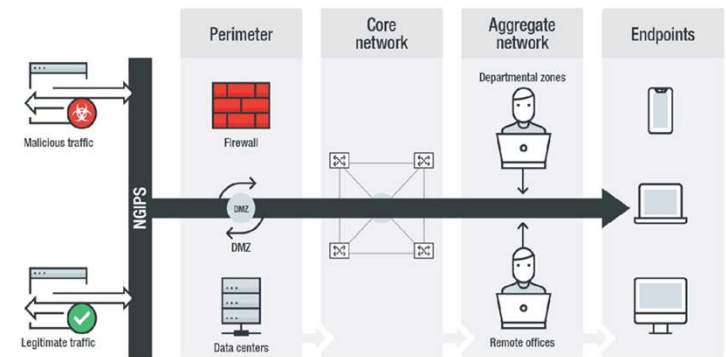 Perimeter
Core
network
Aggregate
network
Endpoints
Malicious traffic
Legitimate traffic
NGIPS
Firewall
DMZ
DMZ
Data centers
Departmental zones
Remote offices